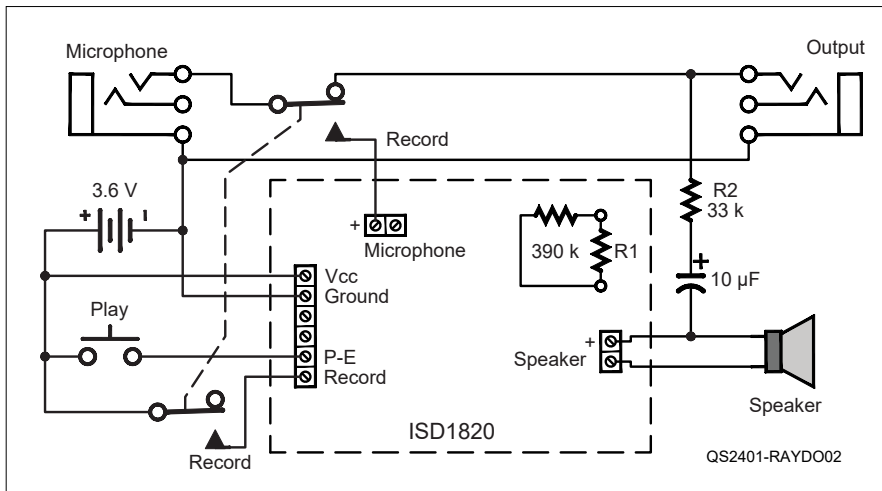 Microphone
Output
Record
3.6 V
+
R2
33 k
+
Microphone
390 k
R1
+
10 µF
Vcc
Ground
Play
P-E
Record
+
Speaker
Speaker
ISD1820
Record
QS2401-RAYDO02